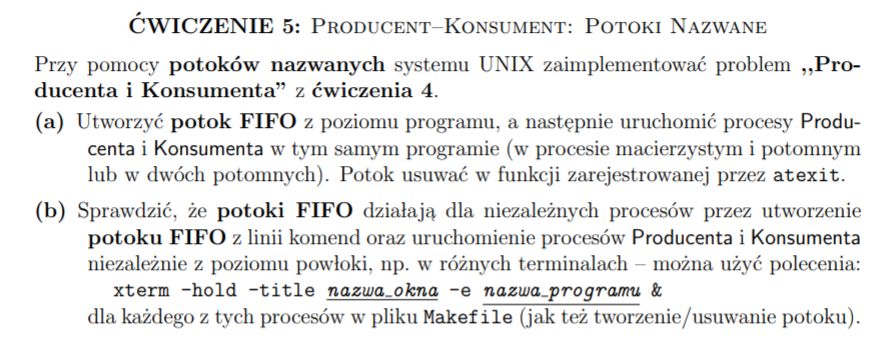 ĆWICZENIE 5: PRODUCENT–KONSUMENT: POTOKI NAZWANE
Przy pomocy potoków nazwanych systemu UNIX zaimplementować problem ,,Pro-
ducenta i Konsumenta” z ćwiczenia 4.
(a) Utworzyć potok FIFO z poziomu programu, a następnie uruchomić procesy Produ-
centa i Konsumenta w tym samym programie (w procesie macierzystym i potomnym
lub w dwóch potomnych). Potok usuwać w funkcji zarejestrowanej przez atexit.
(b) Sprawdzić, że potoki FIFO działają dla niezależnych procesów przez utworzenie
potoku FIFO z linii komend oraz uruchomienie procesów Producenta i Konsumenta
niezależnie z poziomu powłoki, np. w różnych terminalach – można użyć polecenia:
xterm -hold -title nazwa_okna -e nazwa_programu &
dla każdego z tych procesów w pliku Makefile (jak też tworzenie/usuwanie potoku).